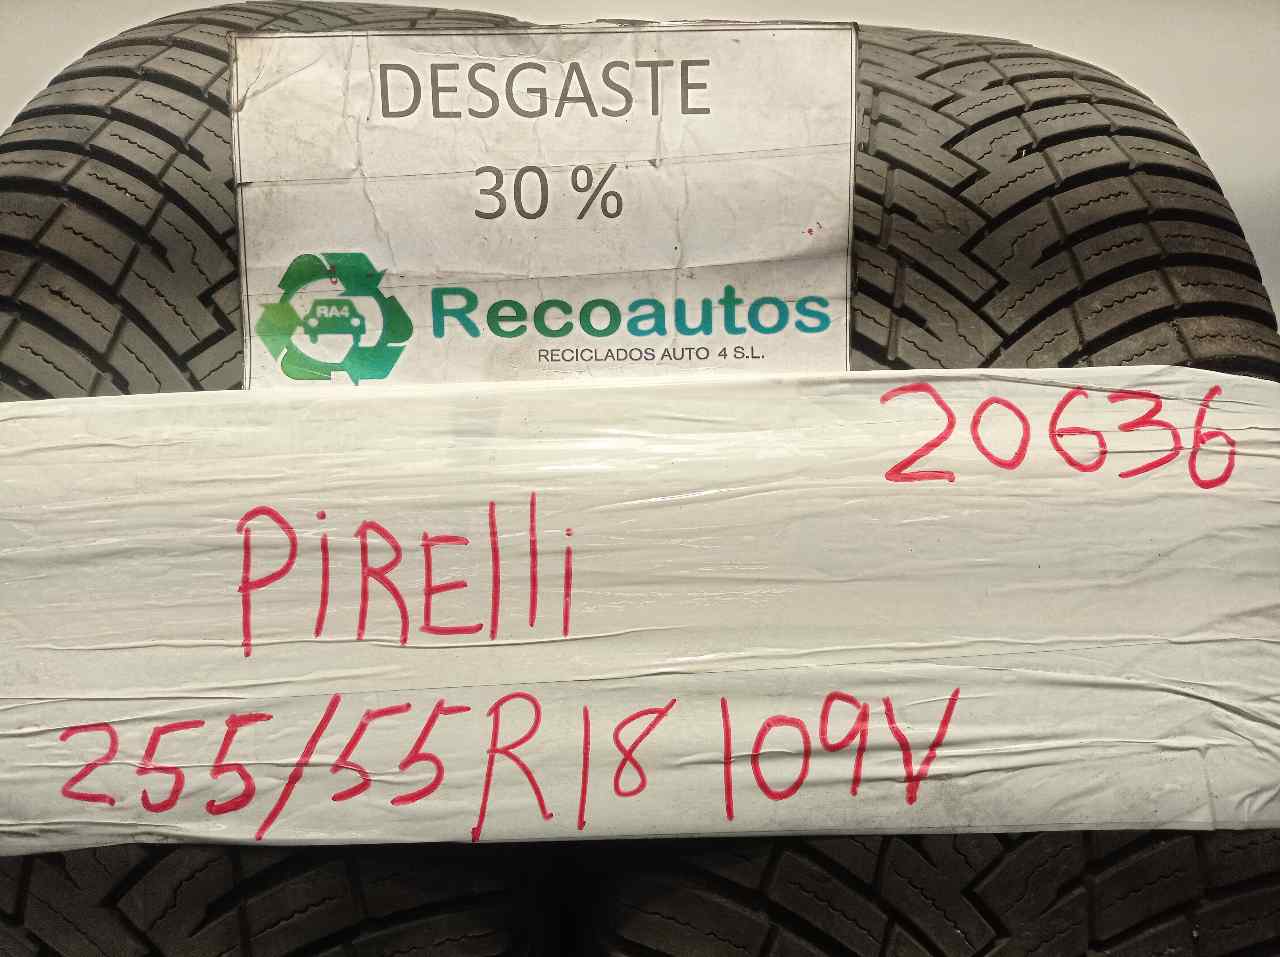 DESGASTE
30 %
RA4
Recoautos
RECICLADOS AUTO 4 S.L.
20636
PiRElli
255/55R18 109V